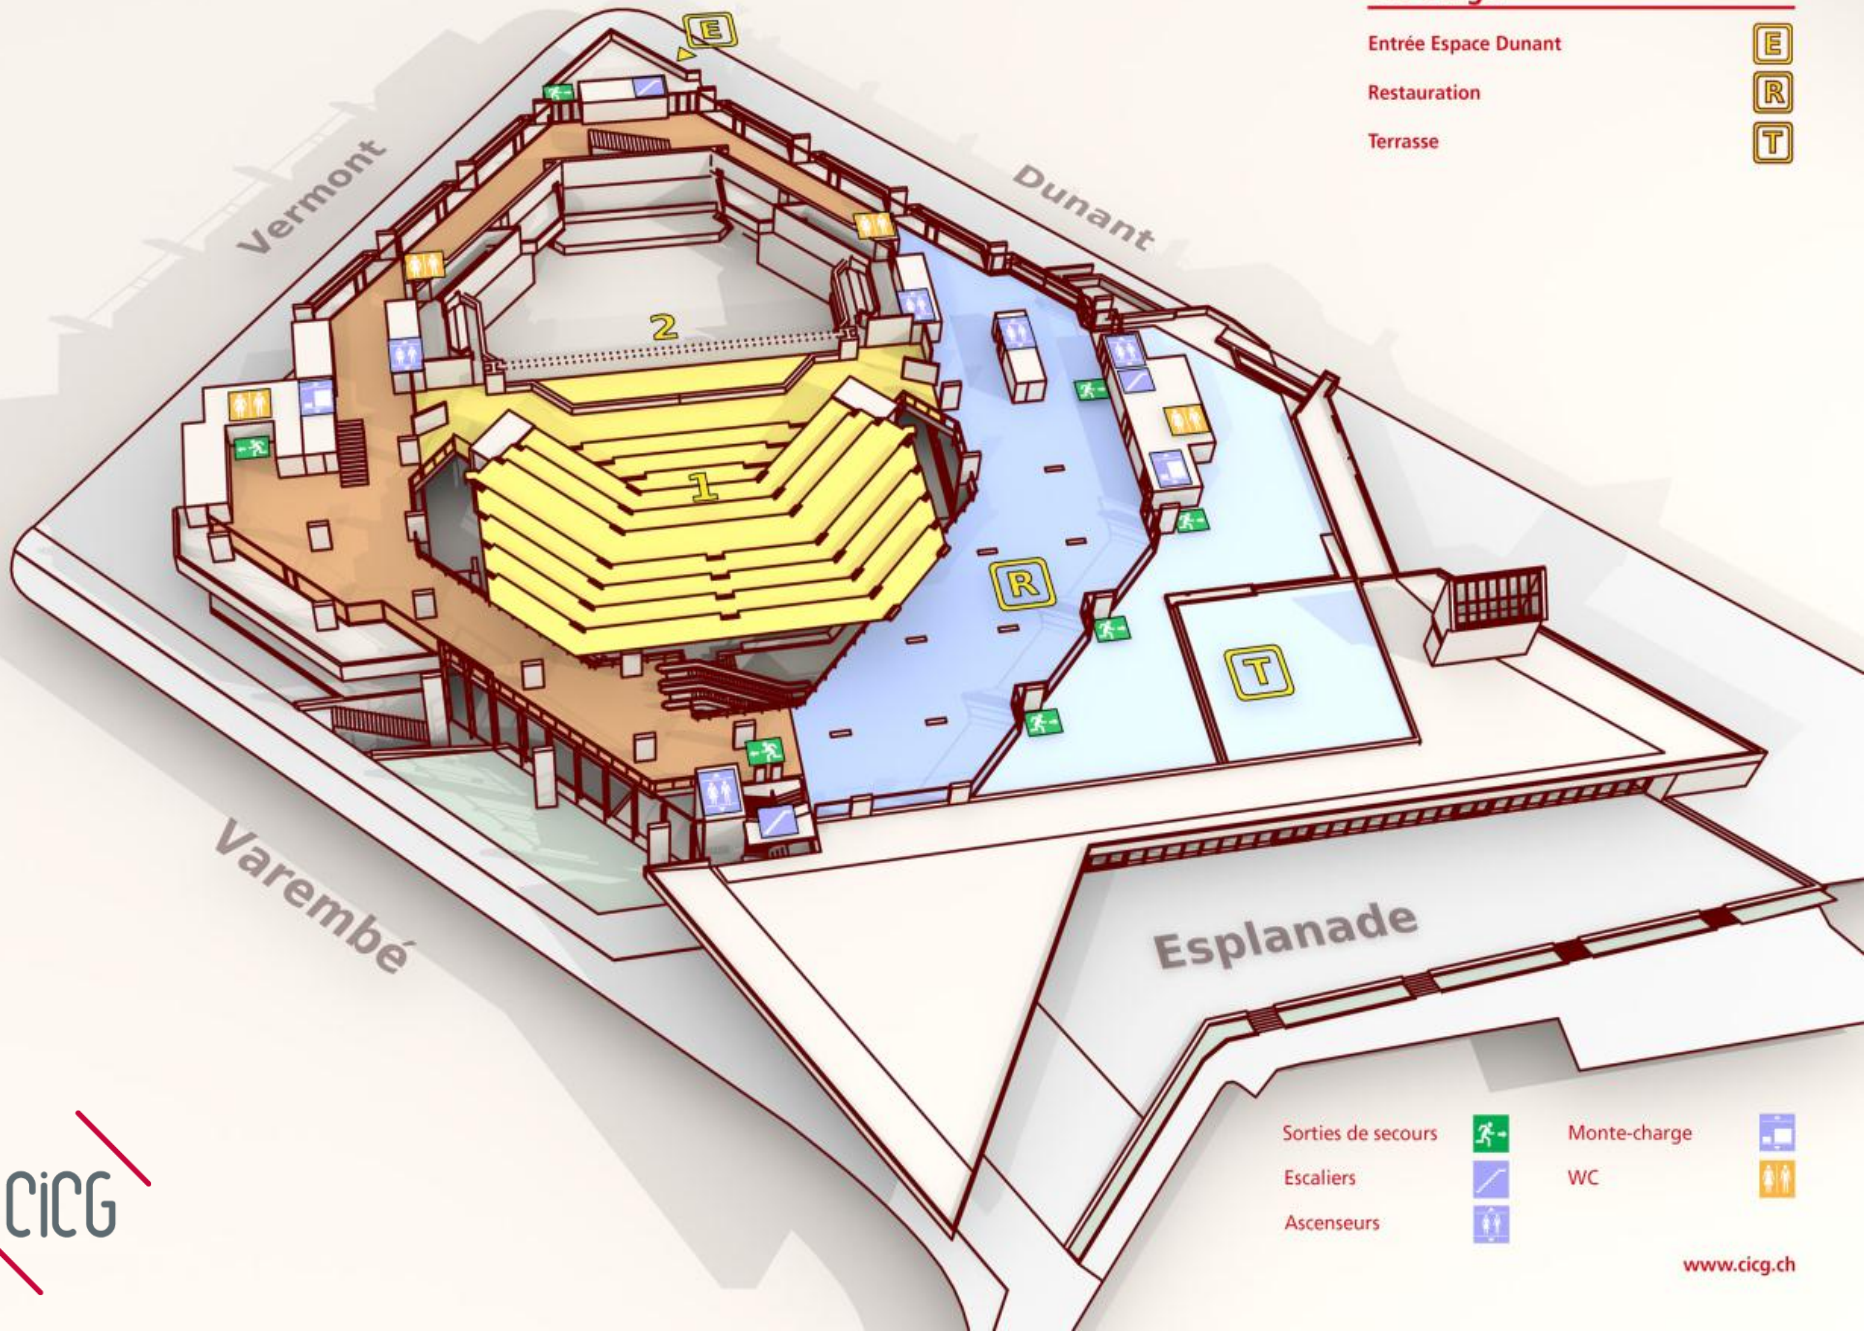 E
Entrée Espace Dunant E
Restauration R
Terrasse T
Vermont
Dunant
2
1
R
T
Varembé
Esplanade
Sorties de secours
Monte-charge
Escaliers
WC
Ascenseurs
CiCG
www.cicg.ch